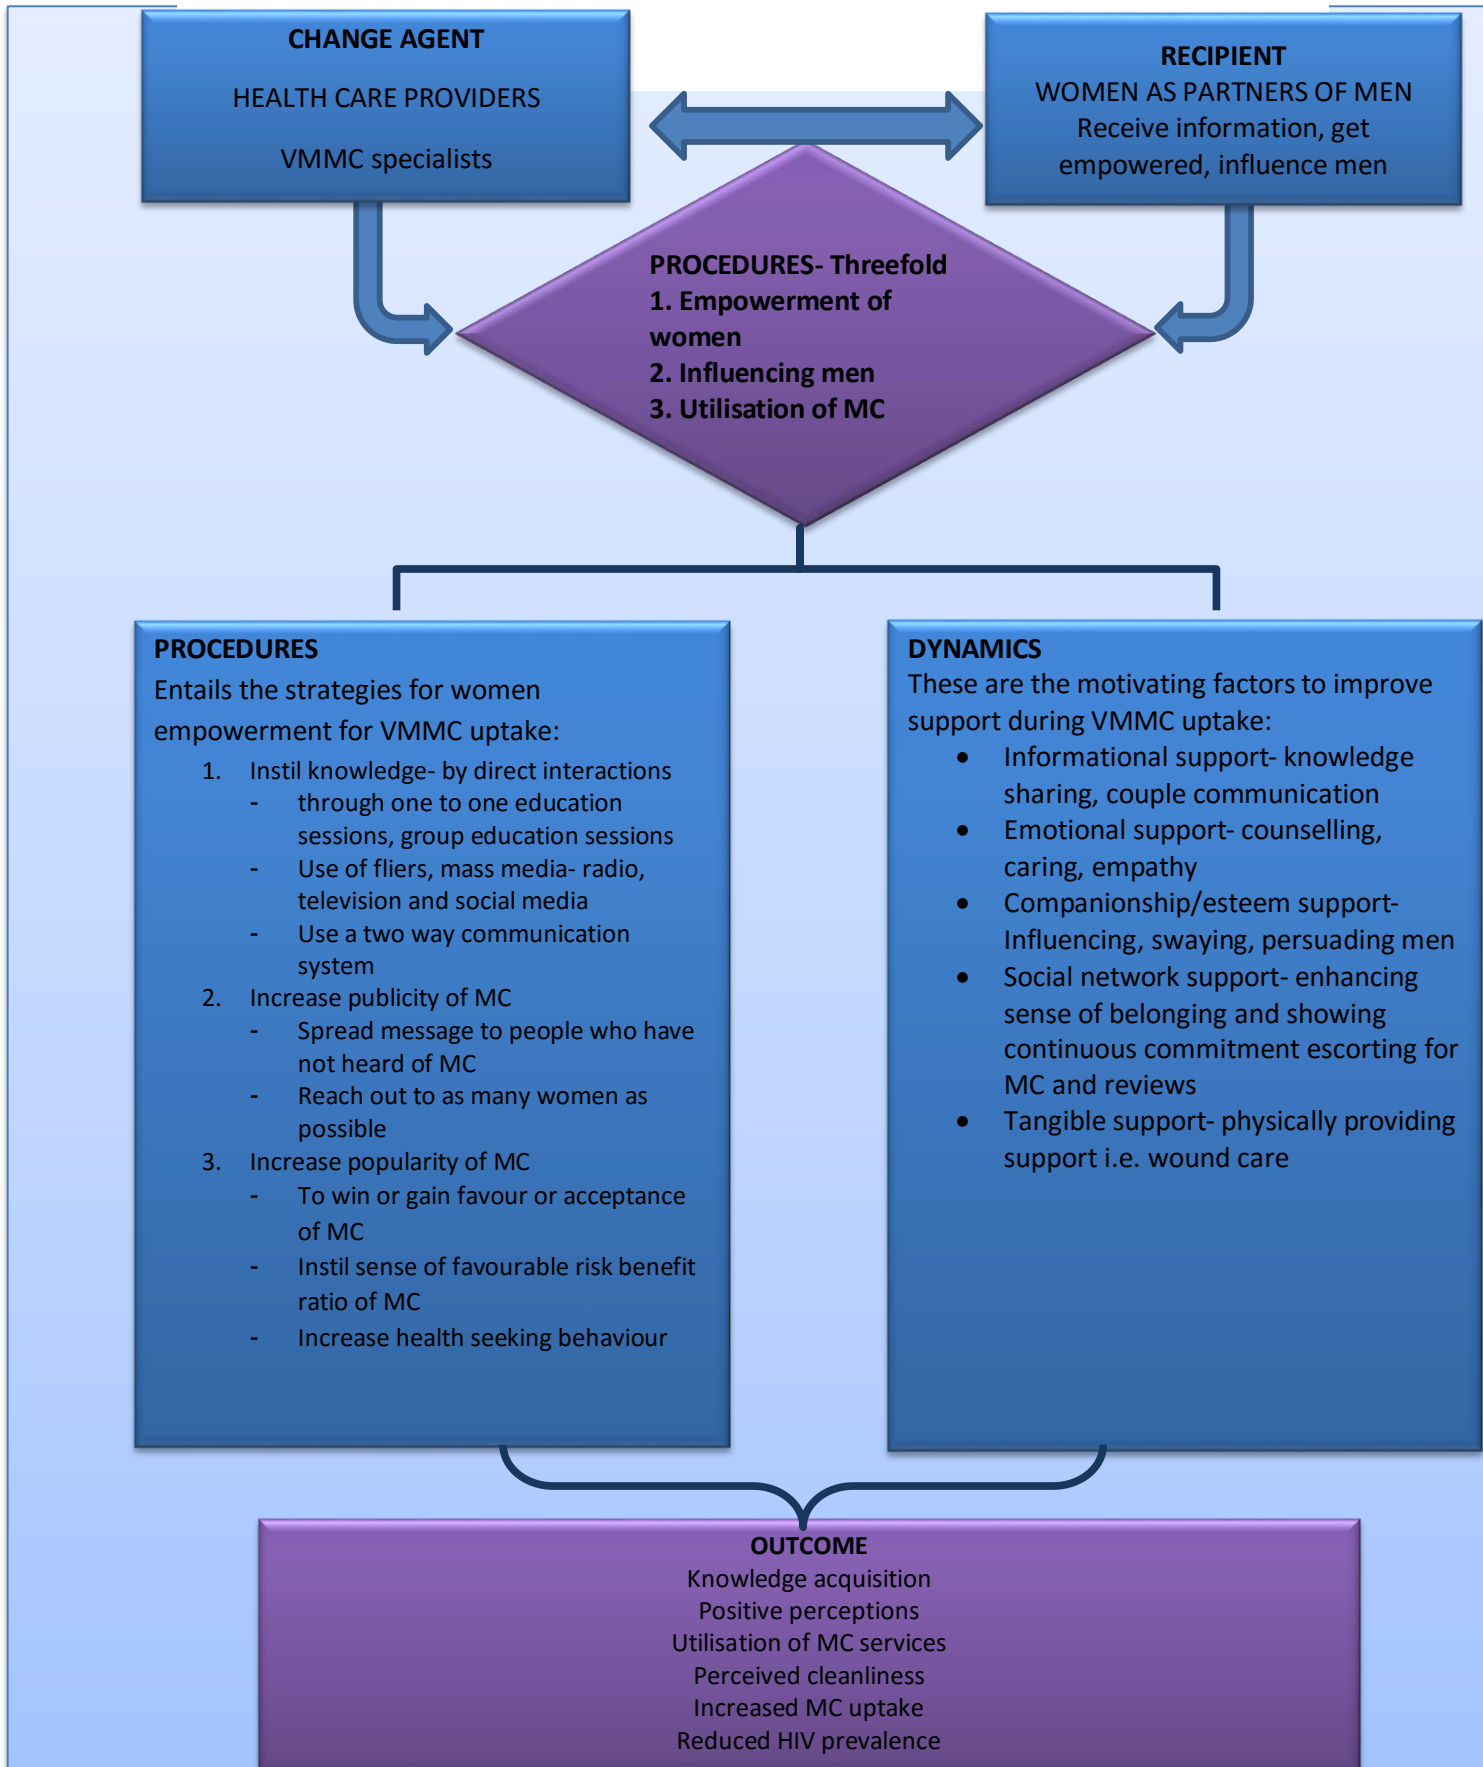 CHANGE AGENT
HEALTH CARE PROVIDERS
VMMC specialists
RECIPIENT
WOMEN AS PARTNERS OF MEN
Receive information, get
empowered, influence men
PROCEDURES- Threefold
1. Empowerment of
women
2. Influencing men
3. Utilisation of MC
PROCEDURES
Entails the strategies for women
empowerment for VMMC uptake:
1. Instil knowledge- by direct interactions
- through one to one education
sessions, group education sessions
- Use of fliers, mass media- radio,
television and social media
- Use a two way communication
system
2. Increase publicity of MC
- Spread message to people who have
not heard of MC
- Reach out to as many women as
possible
3. Increase popularity of MC
- To win or gain favour or acceptance
of MC
- Instil sense of favourable risk benefit
ratio of MC
- Increase health seeking behaviour
DYNAMICS
These are the motivating factors to improve
support during VMMC uptake:
• Informational support- knowledge
sharing, couple communication
• Emotional support- counselling,
caring, empathy
• Companionship/esteem support-
Influencing, swaying, persuading men
• Social network support- enhancing
sense of belonging and showing
continuous commitment escorting for
MC and reviews
• Tangible support- physically providing
support i.e. wound care
OUTCOME
Knowledge acquisition
Positive perceptions
Utilisation of MC services
Perceived cleanliness
Increased MC uptake
Reduced HIV prevalence